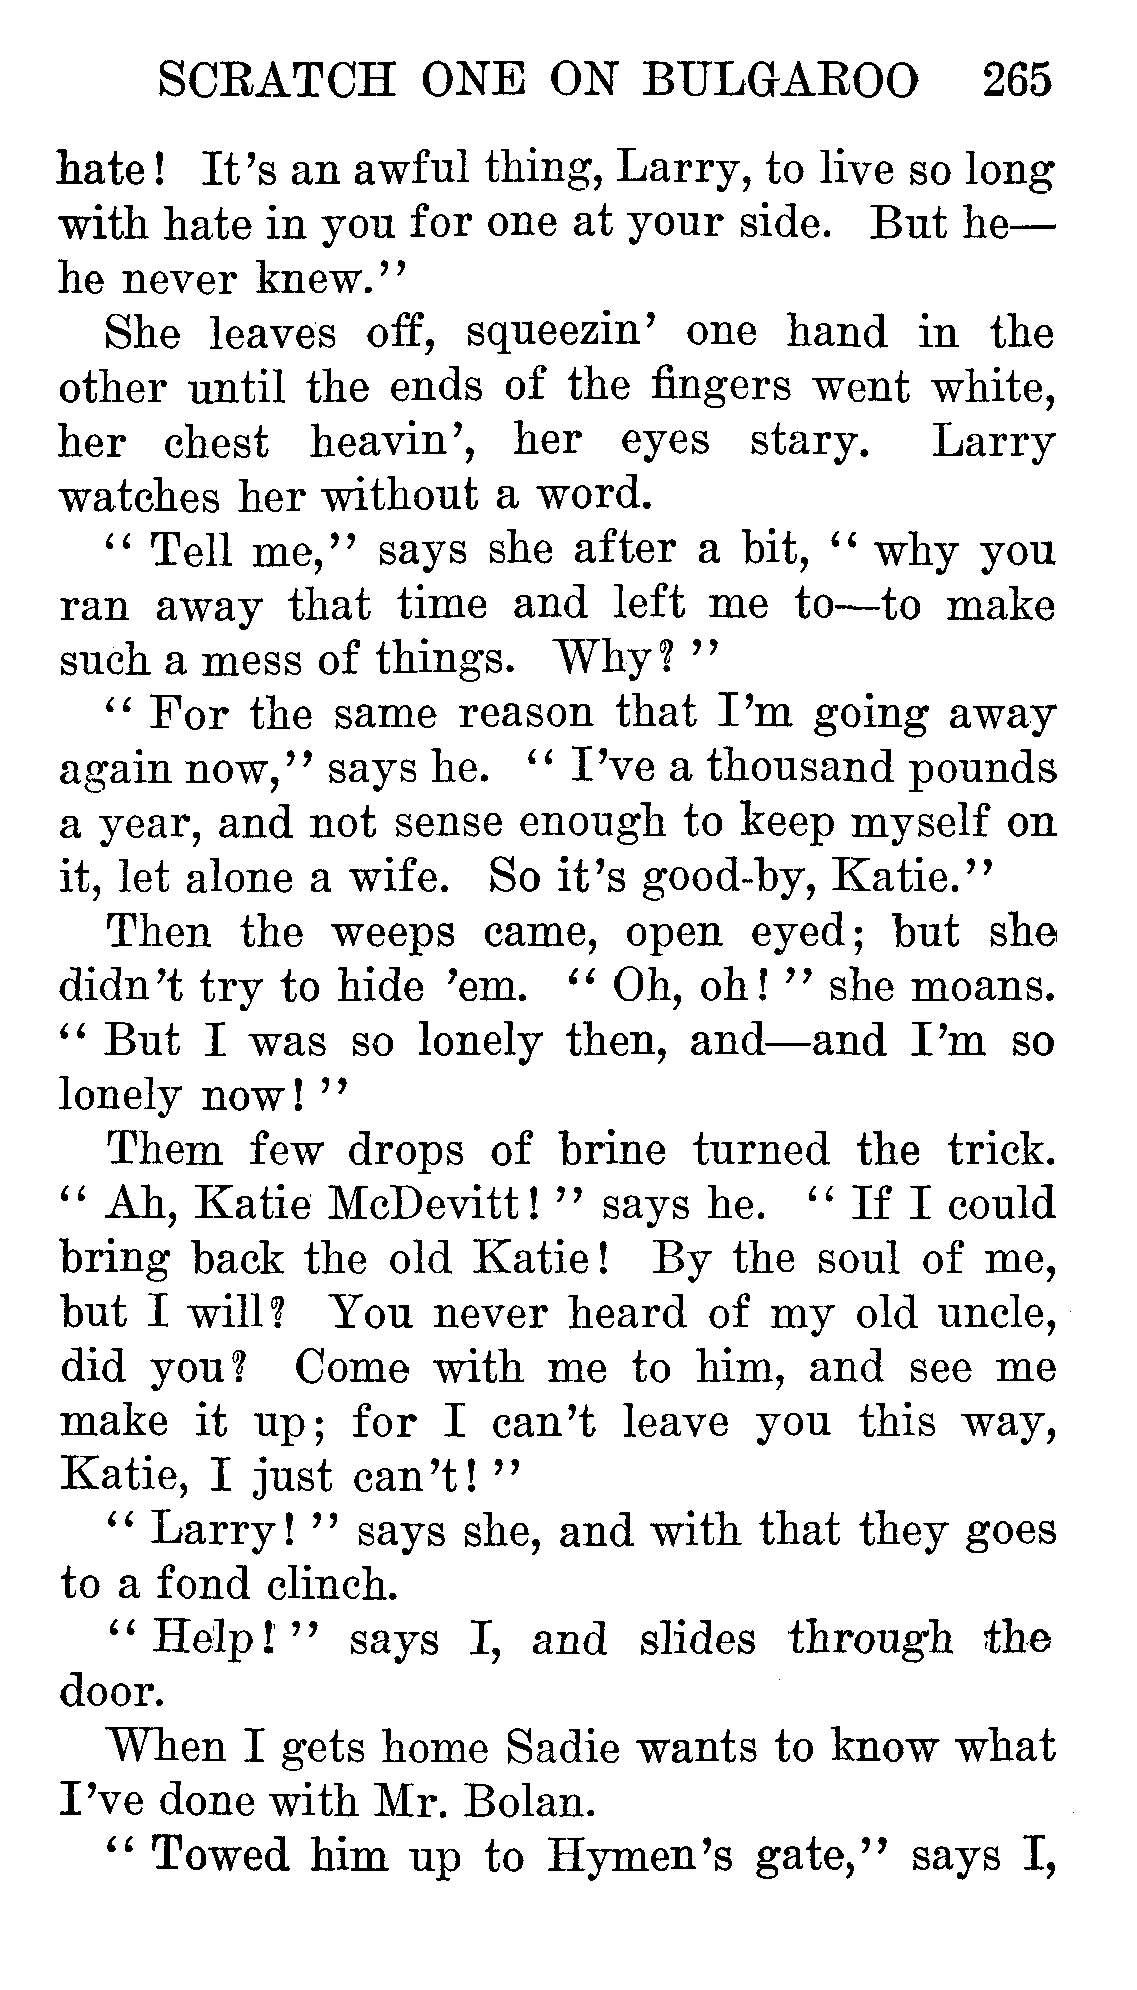 SCRATCH ONE ON BULGAROO 265
hate! It's an awful thing, Larry, to live so long
with hate in you for one at your side. But he—
he never knew.''
She leaves off, squeezin' one hand in the
other until the ends of the fingers went white,
her chest heavin', her eyes stary. Larry
watches her without a word.
‘‘ Tell me,'' says she after a bit, ‘‘ why you
ran away that time and left me to—to make
such a mess of things. Why? ''
‘‘ For the same reason that I'm going away
again now,'' says he. ‘‘ I've a thousand pounds
a year, and not sense enough to keep myself on
it, let alone a wife. So it's good-by, Katie.''
Then the weeps came, open eyed; but she
didn't try to hide 'em. ‘‘ Oh, oh! '' she moans.
‘‘ But I was so lonely then, and—and I'm so
lonely now! ''
Them few drops of brine turned the trick.
‘‘ Ah, Katie McDevitt! '' says he. ‘‘ If I could
bring back the old Katie! By the soul of me,
but I will? You never heard of my old uncle,
did you? Come with me to him, and see me
make it up; for I can't leave you this way,
Katie, I just can't! ''
‘‘ Larry! '' says she, and with that they goes
to a fond clinch.
‘‘ Help! '' says I, and slides through the
door.
When I gets home Sadie wants to know what
I've done with Mr. Bolan.
‘‘ Towed him up to Hymen's gate,'' says I,